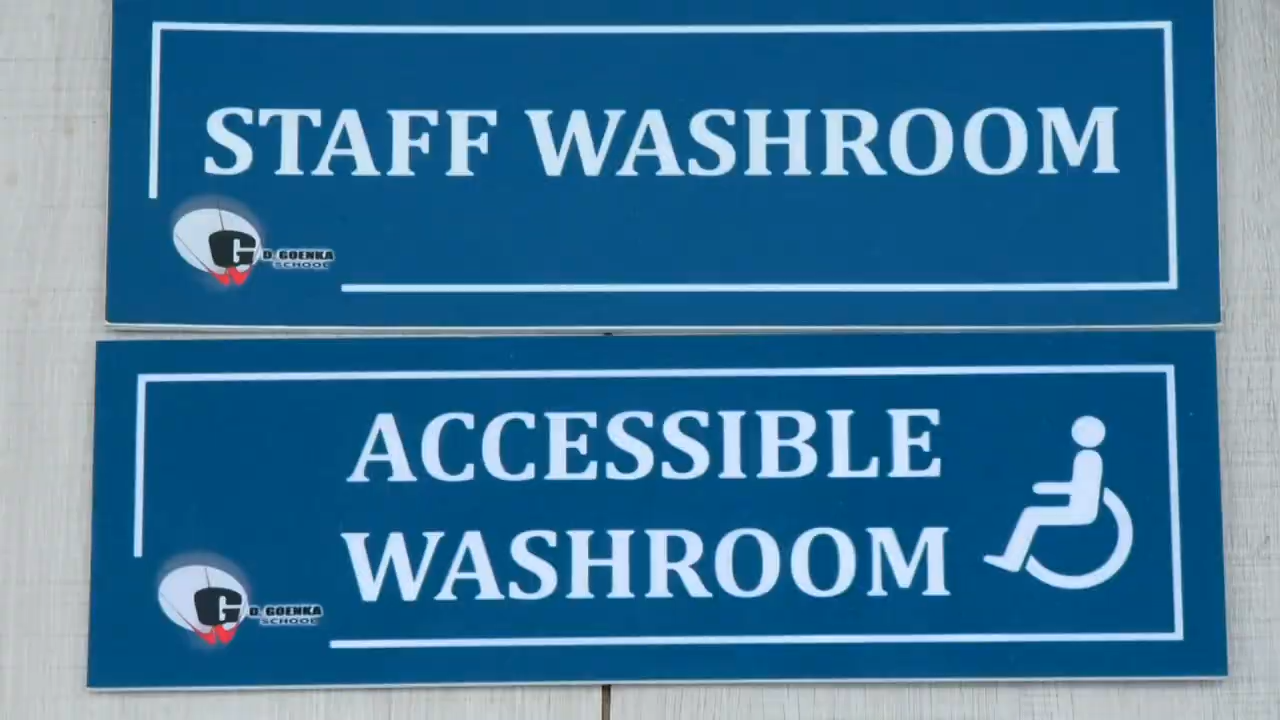 STAFF WASHROOM
G
D. GOENKA
SCHOOL
ACCESSIBLE
WASHROOM
G
D. GOENKA
SCHOOL